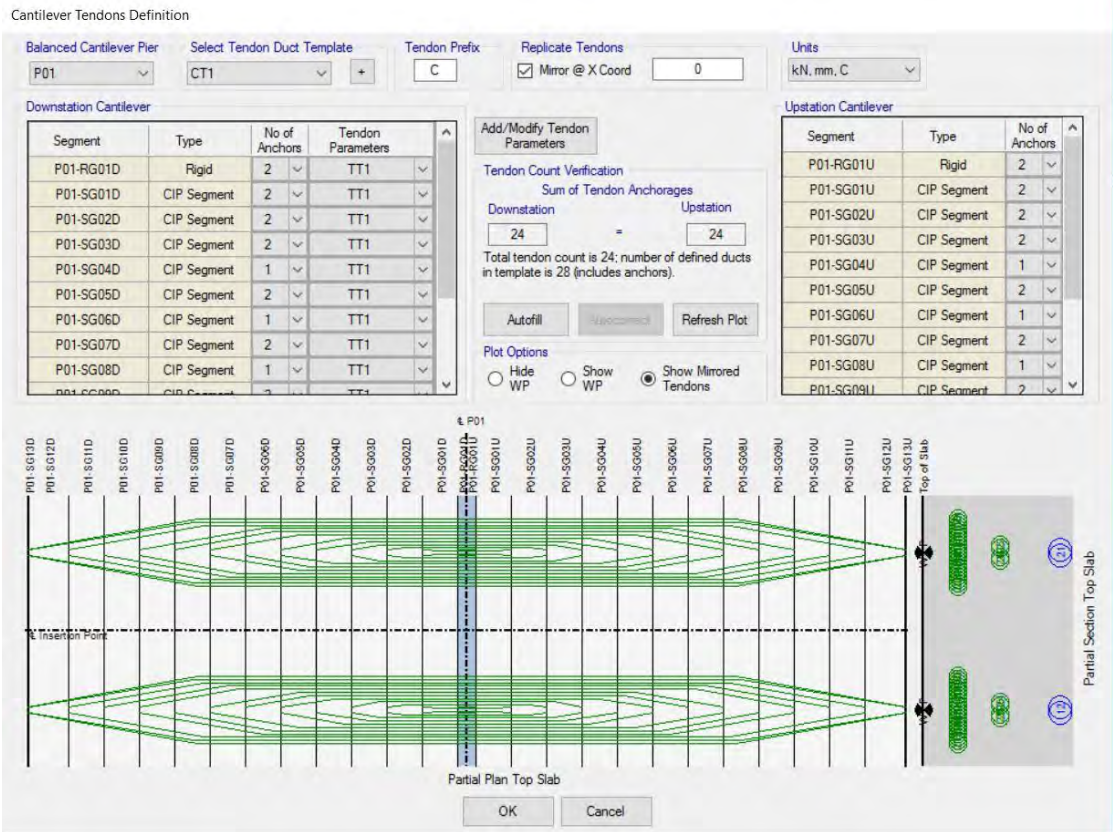 Cantilever Tendons Definition
Balanced Cantilever Pier
Select Tendon Duct Template
Tendon Prefix
Replicate Tendons
Units
P01
CT1
+
C
Mirror @ X Coord
0
kN, mm, C
Downstation Cantilever
Segment Type No of Anchors Tendon Parameters
P01-RG01D Rigid 2 TT1
P01-SG01D CIP Segment 2 TT1
P01-SG02D CIP Segment 2 TT1
P01-SG03D CIP Segment 2 TT1
P01-SG04D CIP Segment 1 TT1
P01-SG05D CIP Segment 2 TT1
P01-SG06D CIP Segment 1 TT1
P01-SG07D CIP Segment 2 TT1
P01-SG08D CIP Segment 1 TT1
P01-SG09D CIP Segment 2 TT1
Add/Modify Tendon
Parameters
Tendon Count Verification
Sum of Tendon Anchorages
Downstation Upstation
24 = 24
Total tendon count is 24; number of defined ducts
in template is 28 (includes anchors).
Autofill
Refresh Plot
Plot Options
Hide WP
Show WP
Show Mirrored Tendons
Upstation Cantilever
Segment Type No of Anchors
P01-RG01U Rigid 2
P01-SG01U CIP Segment 2
P01-SG02U CIP Segment 2
P01-SG03U CIP Segment 2
P01-SG04U CIP Segment 1
P01-SG05U CIP Segment 2
P01-SG06U CIP Segment 1
P01-SG07U CIP Segment 2
P01-SG08U CIP Segment 1
P01-SG09U CIP Segment 2
℄ P01
P01-SG13D
P01-SG12D
P01-SG11D
P01-SG10D
P01-SG09D
P01-SG08D
P01-SG07D
P01-SG06D
P01-SG05D
P01-SG04D
P01-SG03D
P01-SG02D
P01-SG01D
P01-RG01D
P01-RG01U
P01-SG01U
P01-SG02U
P01-SG03U
P01-SG04U
P01-SG05U
P01-SG06U
P01-SG07U
P01-SG08U
P01-SG09U
P01-SG10U
P01-SG11U
P01-SG12U
P01-SG13U
Top of Slab
℄ Insertion Point
21
12
Partial Section Top Slab
Partial Plan Top Slab
OK
Cancel